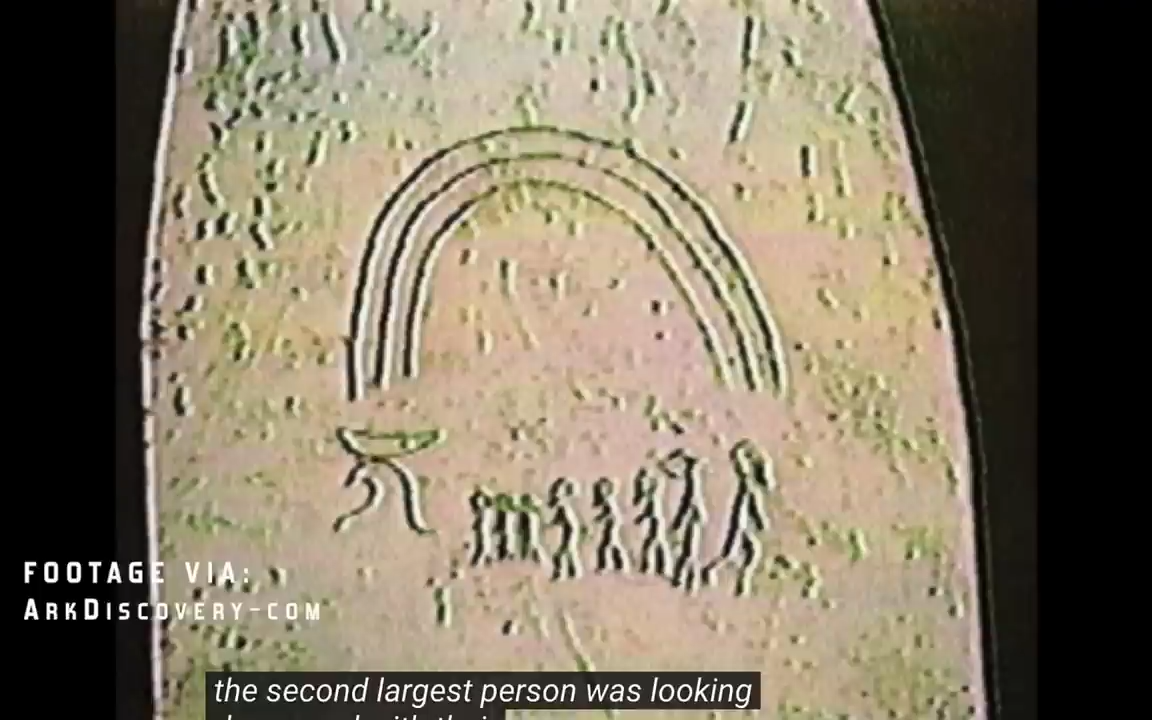 FOOTAGE VIA:
ARKDISCOVERY-COM
the second largest person was looking